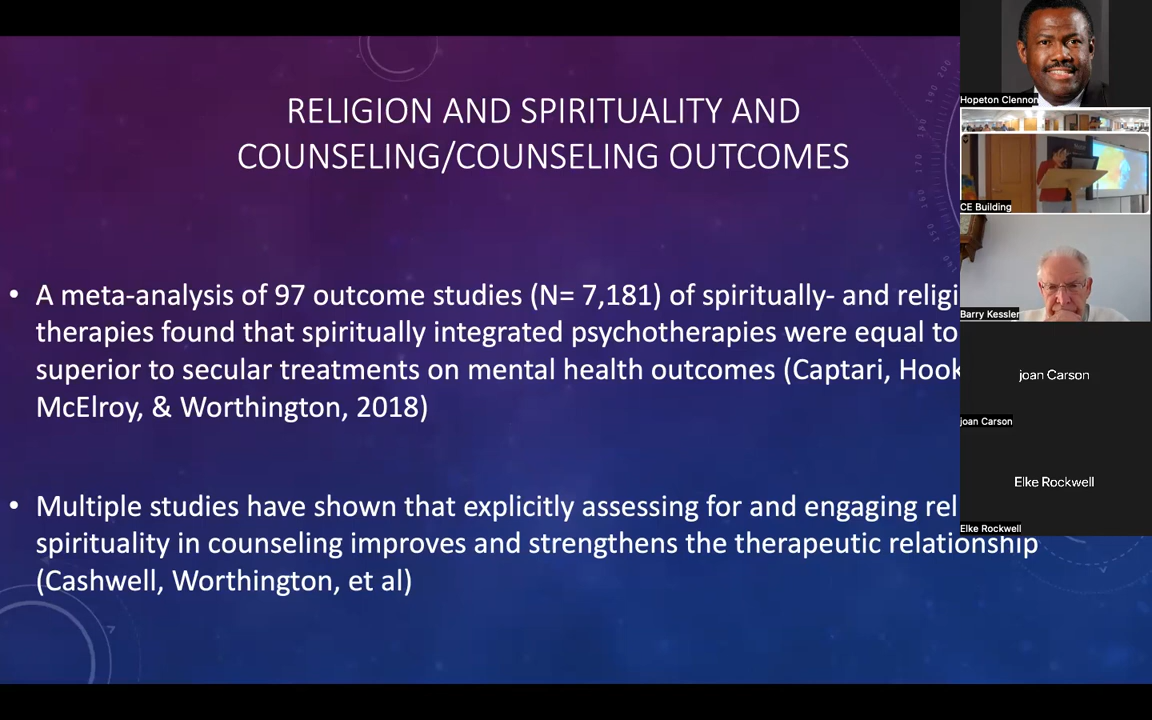 RELIGION AND SPIRITUALITY AND
COUNSELING/COUNSELING OUTCOMES
• A meta-analysis of 97 outcome studies (N= 7,181) of spiritually- and religi
therapies found that spiritually integrated psychotherapies were equal to
superior to secular treatments on mental health outcomes (Captari, Hook
McElroy, & Worthington, 2018)
• Multiple studies have shown that explicitly assessing for and engaging rel
spirituality in counseling improves and strengthens the therapeutic relationship
(Cashwell, Worthington, et al)
Hopeton Clennon
CE Building
Barry Kessler
joan Carson
joan Carson
Elke Rockwell
Elke Rockwell